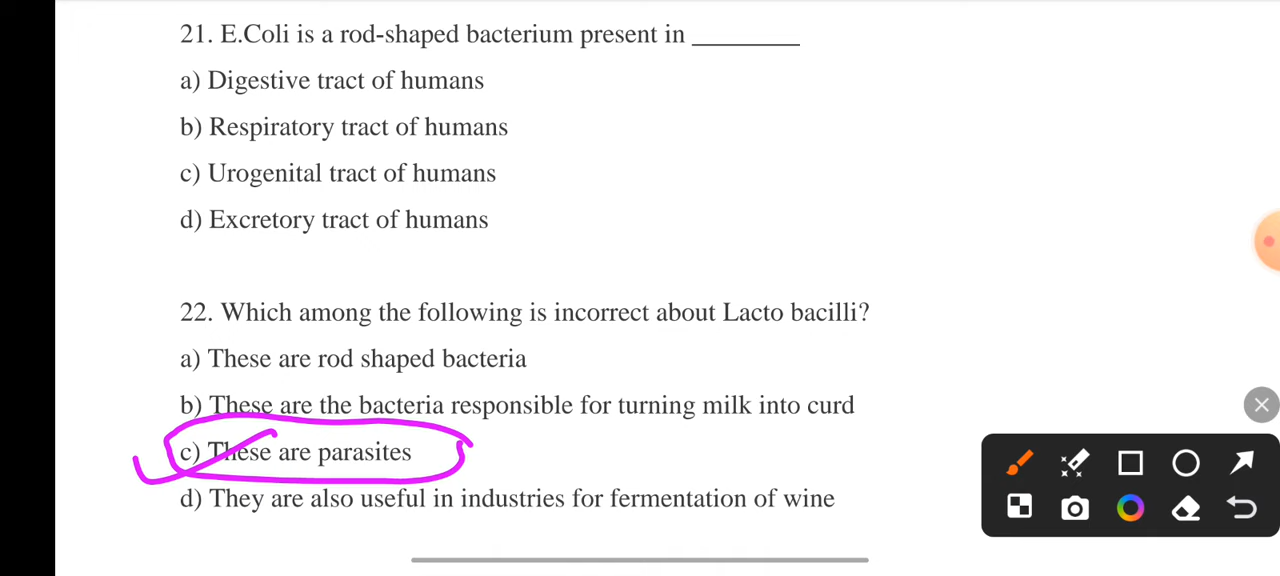 21. E.Coli is a rod-shaped bacterium present in ________
a) Digestive tract of humans
b) Respiratory tract of humans
c) Urogenital tract of humans
d) Excretory tract of humans
22. Which among the following is incorrect about Lacto bacilli?
a) These are rod shaped bacteria
b) These are the bacteria responsible for turning milk into curd
c) These are parasites
d) They are also useful in industries for fermentation of wine